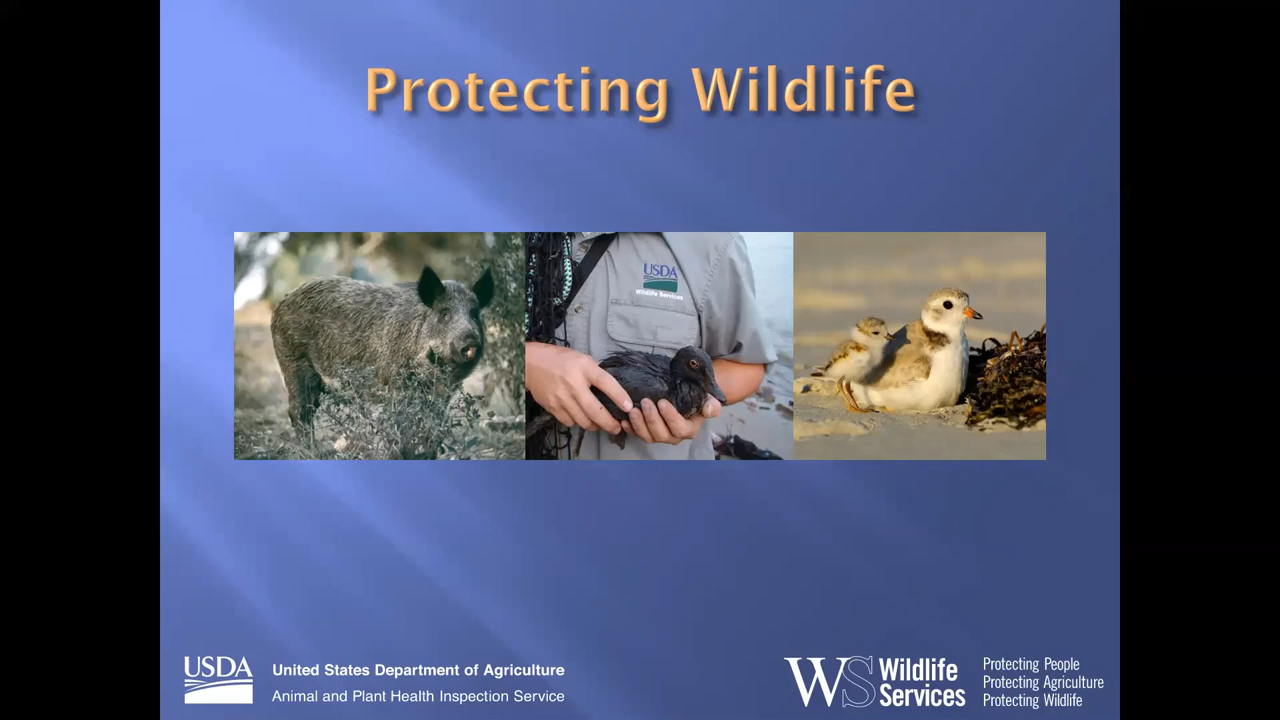 Protecting Wildlife
USDA
Wildlife Services
USDA
United States Department of Agriculture
Animal and Plant Health Inspection Service
WS
Wildlife
Services
Protecting People
Protecting Agriculture
Protecting Wildlife